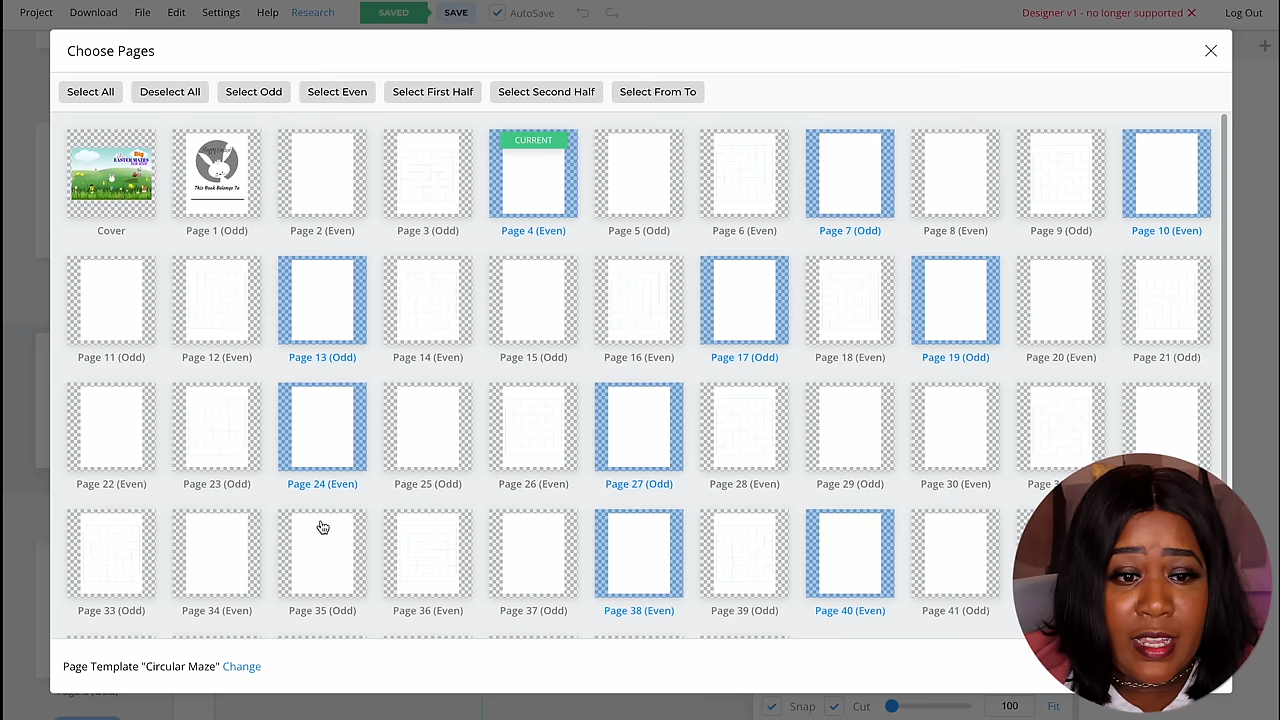 Project Download File Edit Settings Help Research SAVED SAVE AutoSave Designer v1 - no longer supported Log Out
Choose Pages
Select All Deselect All Select Odd Select Even Select First Half Select Second Half Select From To
CURRENT
Big
EASTER MAZES
Happy Easter
This Book Belongs To
Cover Page 1 (Odd) Page 2 (Even) Page 3 (Odd) Page 4 (Even) Page 5 (Odd) Page 6 (Even) Page 7 (Odd) Page 8 (Even) Page 9 (Odd) Page 10 (Even)
Page 11 (Odd) Page 12 (Even) Page 13 (Odd) Page 14 (Even) Page 15 (Odd) Page 16 (Even) Page 17 (Odd) Page 18 (Even) Page 19 (Odd) Page 20 (Even) Page 21 (Odd)
Page 22 (Even) Page 23 (Odd) Page 24 (Even) Page 25 (Odd) Page 26 (Even) Page 27 (Odd) Page 28 (Even) Page 29 (Odd) Page 30 (Even)
Page 33 (Odd) Page 34 (Even) Page 35 (Odd) Page 36 (Even) Page 37 (Odd) Page 38 (Even) Page 39 (Odd) Page 40 (Even) Page 41 (Odd)
Page Template "Circular Maze" Change
Snap Cut 100 Fit